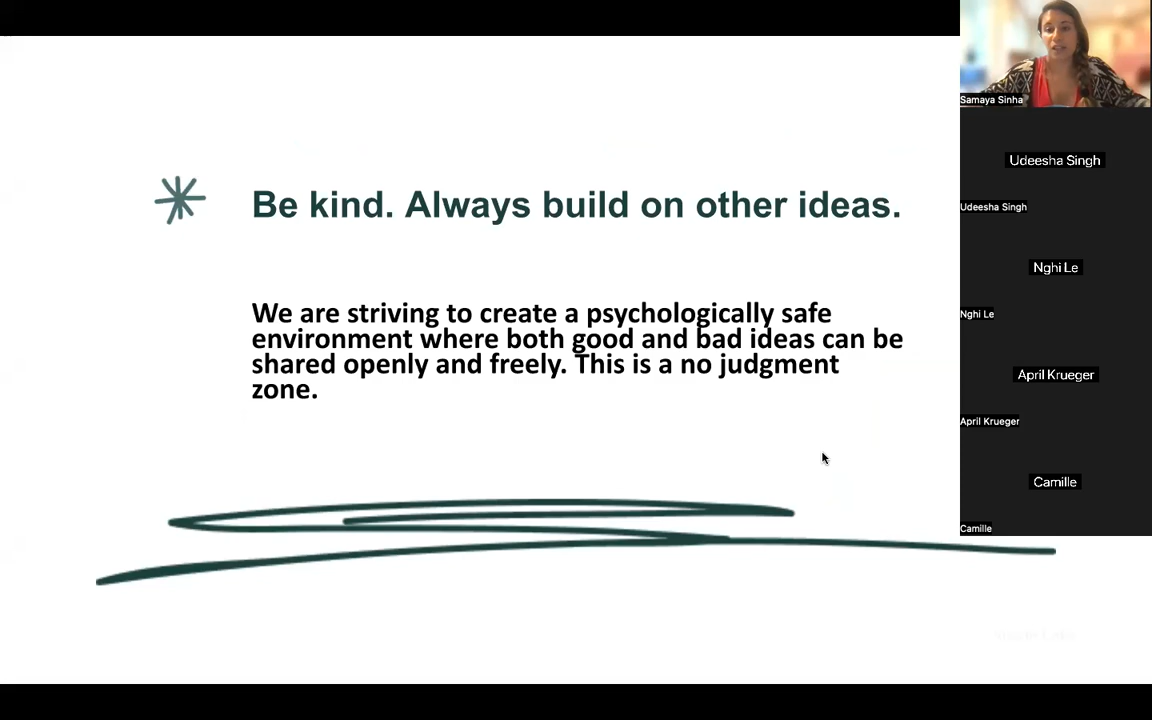 Be kind. Always build on other ideas.
We are striving to create a psychologically safe
environment where both good and bad ideas can be
shared openly and freely. This is a no judgment
zone.
Samaya Sinha
Udeesha Singh
Udeesha Singh
Nghi Le
Nghi Le
April Krueger
April Krueger
Camille
Camille